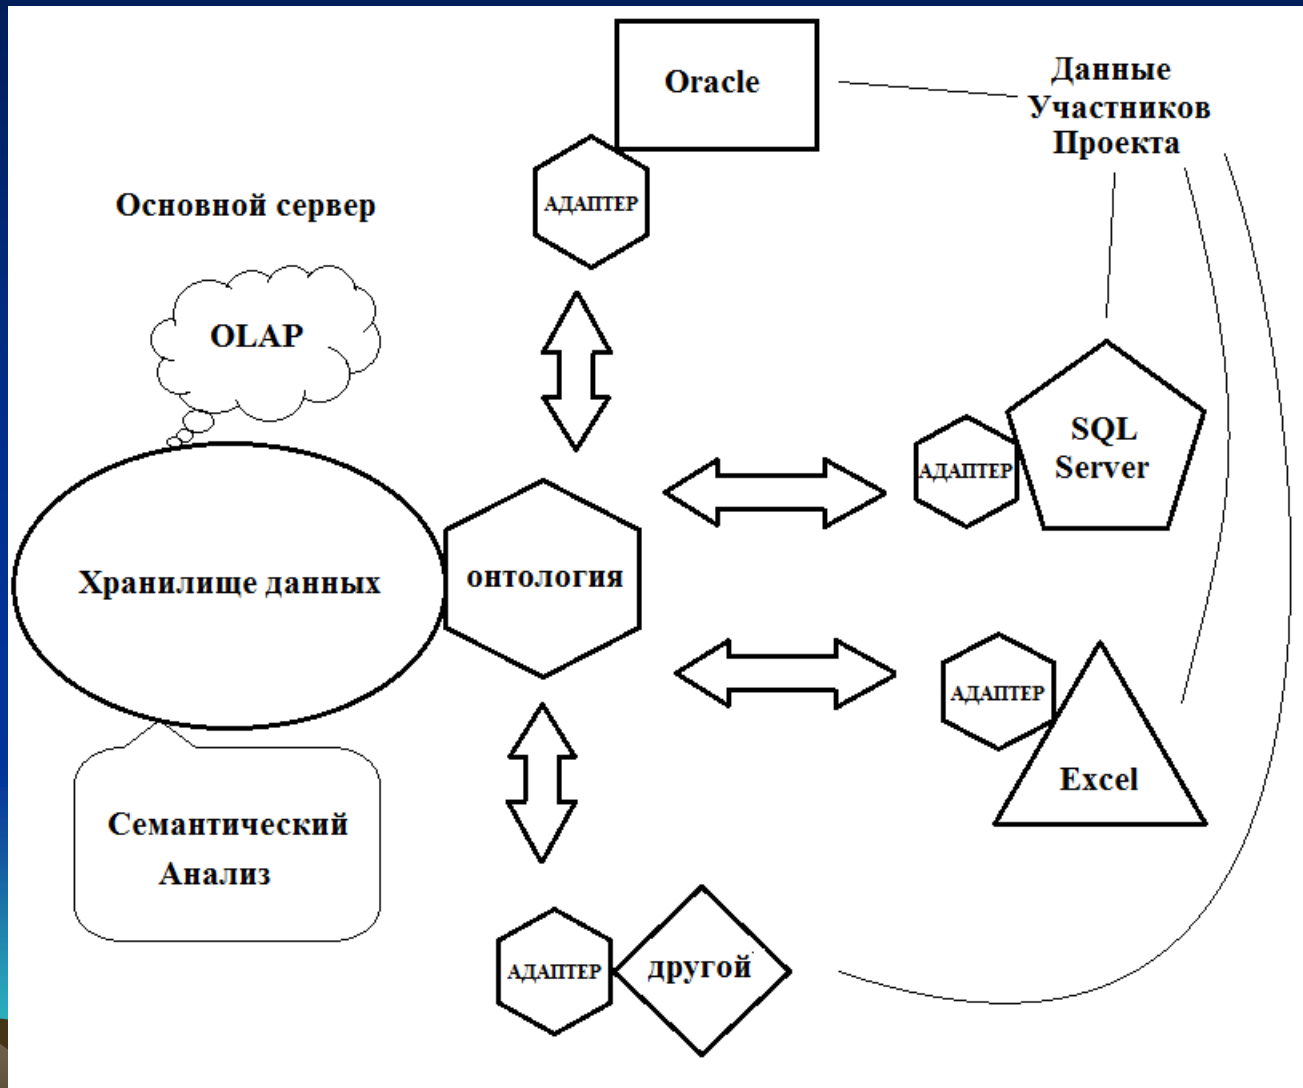 Oracle
Данные
Участников
Проекта
АДАПТЕР
Основной сервер
OLAP
SQL
Server
АДАПТЕР
Хранилище данных
онтология
АДАПТЕР
Excel
Семантический
Анализ
АДАПТЕР
другой